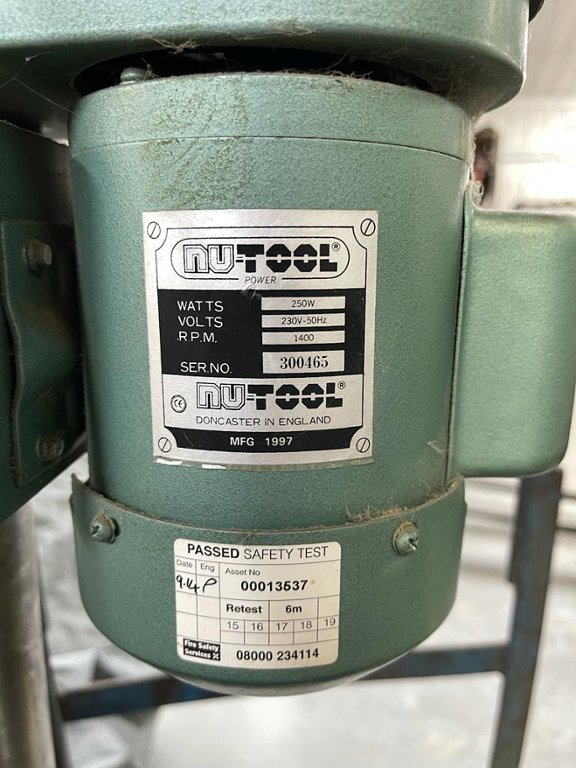 NU-TOOL®
POWER
WATTS 250W
VOLTS 230V-50Hz
R.P.M. 1400
SER.NO. 300465
NU-TOOL®
CE
DONCASTER IN ENGLAND
MFG 1997
PASSED SAFETY TEST
Date Eng Asset No
9.14 P 00013537
Retest 6m
15 16 17 18 19
Fire Safety
Services
08000 234114